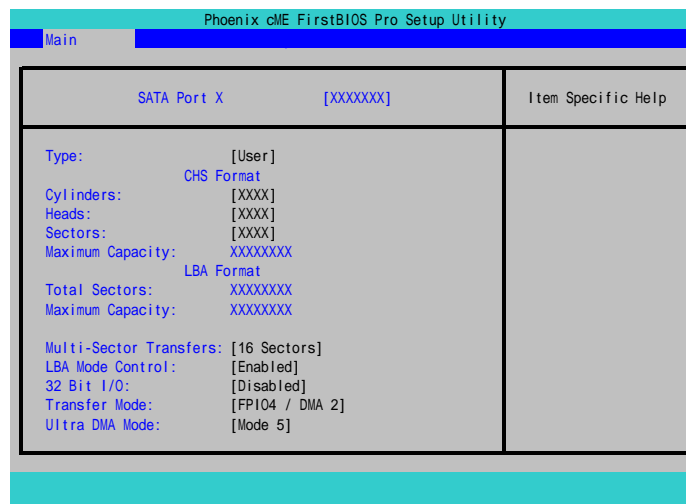 Phoenix cME FirstBIOS Pro Setup Utility
Main
SATA Port X [XXXXXXX]
Item Specific Help
Type: [User]
CHS Format
Cylinders: [XXXX]
Heads: [XXXX]
Sectors: [XXXX]
Maximum Capacity: XXXXXXXX
LBA Format
Total Sectors: XXXXXXXX
Maximum Capacity: XXXXXXXX
Multi-Sector Transfers: [16 Sectors]
LBA Mode Control: [Enabled]
32 Bit I/O: [Disabled]
Transfer Mode: [FPIO4 / DMA 2]
Ultra DMA Mode: [Mode 5]